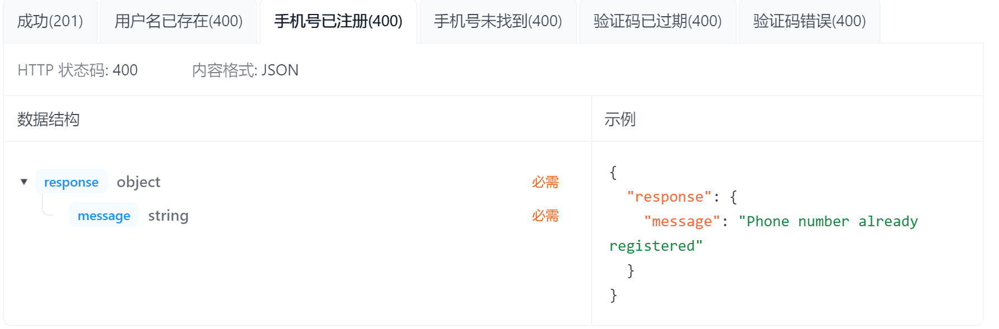 成功(201) 用户名已存在(400) 手机号已注册(400) 手机号未找到(400) 验证码已过期(400) 验证码错误(400)
HTTP 状态码: 400 内容格式: JSON
数据结构 示例
response object 必需
message string 必需
{
"response": {
"message": "Phone number already
registered"
}
}